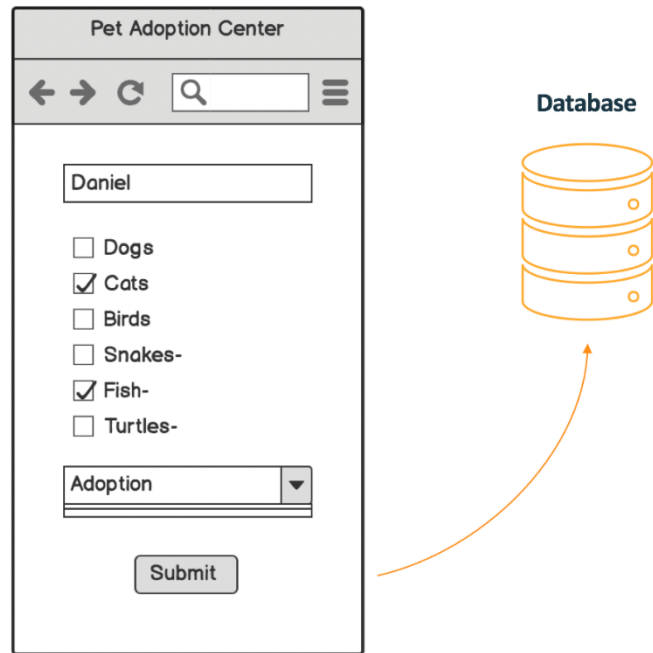 Pet Adoption Center
Database
Daniel
Dogs
Cats
Birds
Snakes-
Fish-
Turtles-
Adoption
Submit